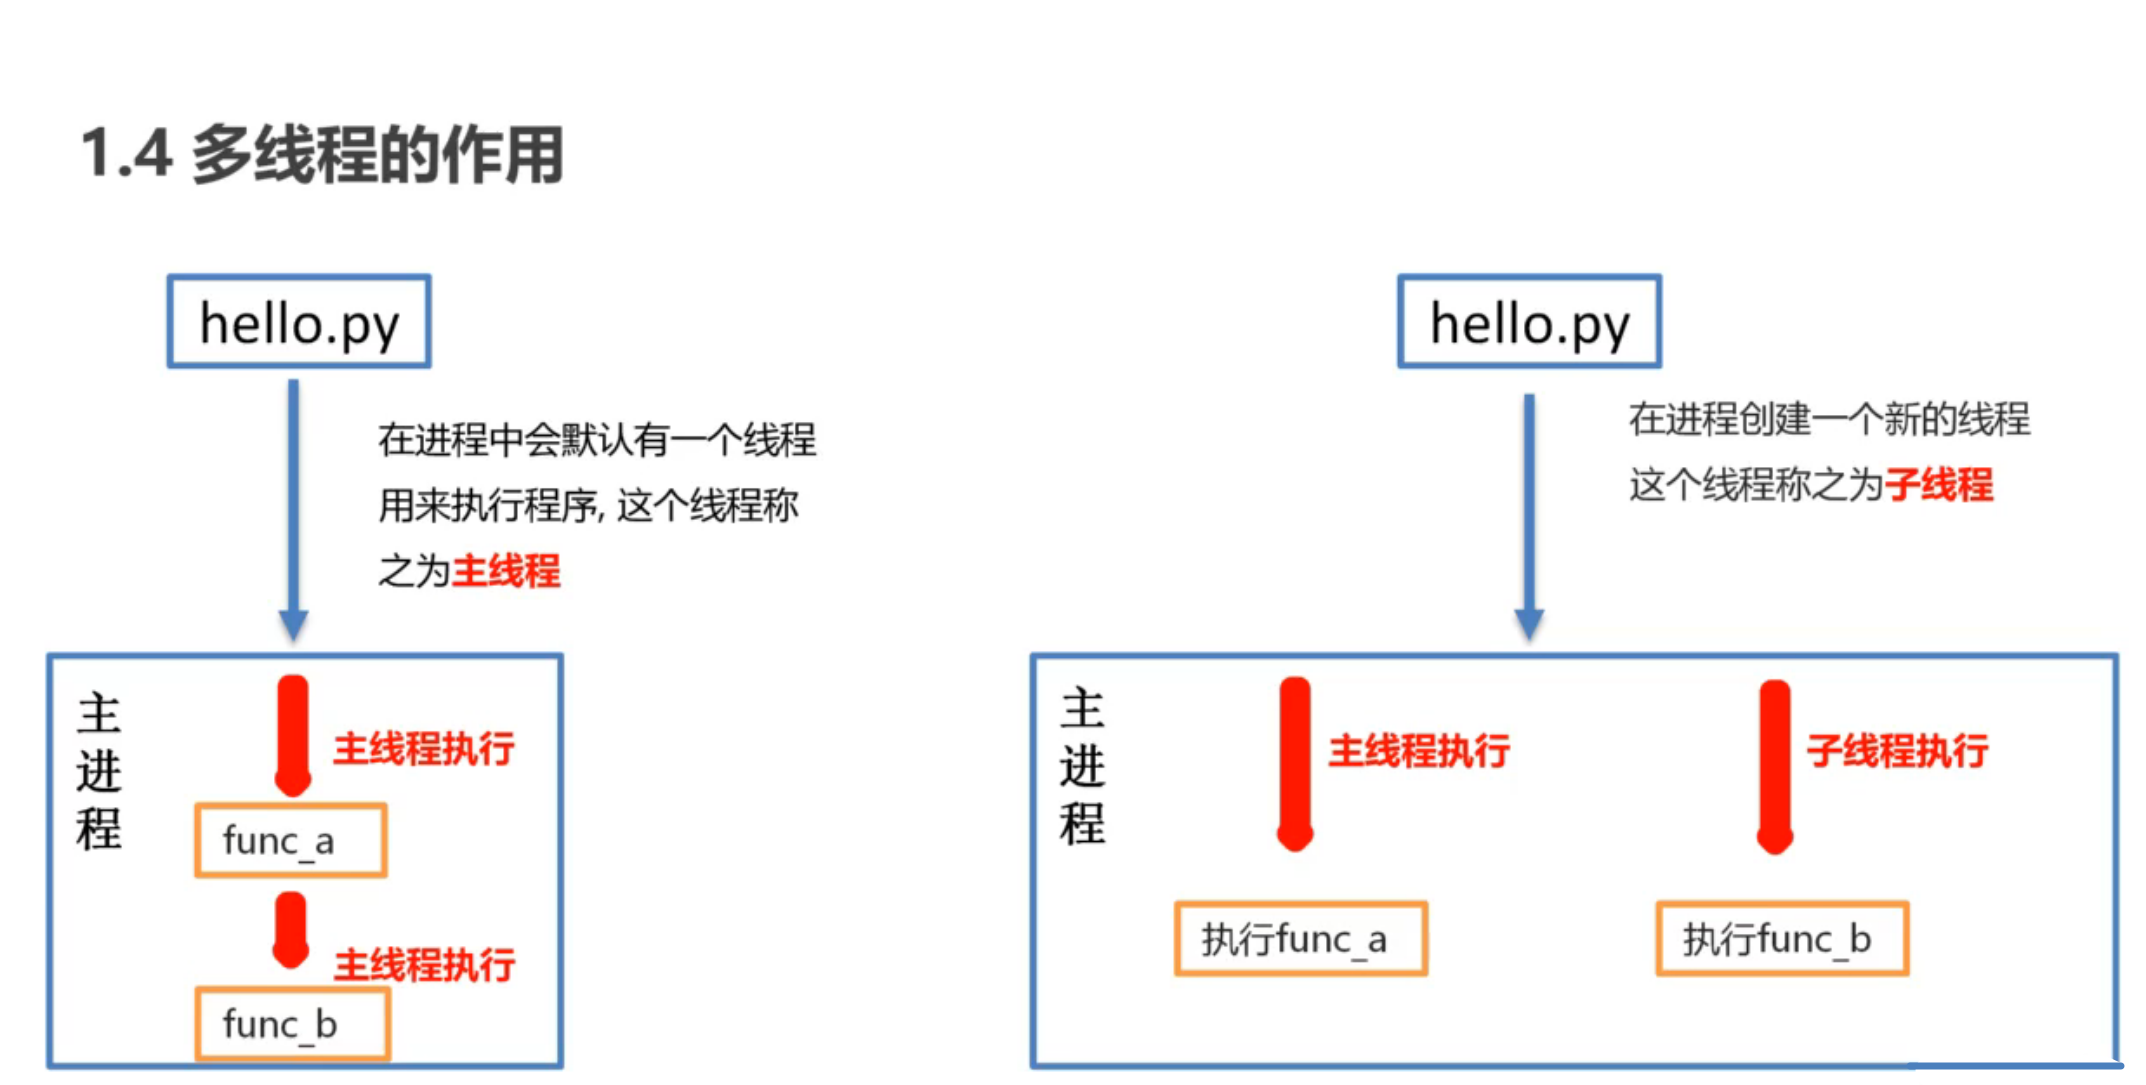 1.4 多线程的作用
hello.py
在进程中会默认有一个线程
用来执行程序, 这个线程称
之为主线程
主进程
主线程执行
func_a
主线程执行
func_b
hello.py
在进程创建一个新的线程
这个线程称之为子线程
主进程
主线程执行
子线程执行
执行func_a
执行func_b